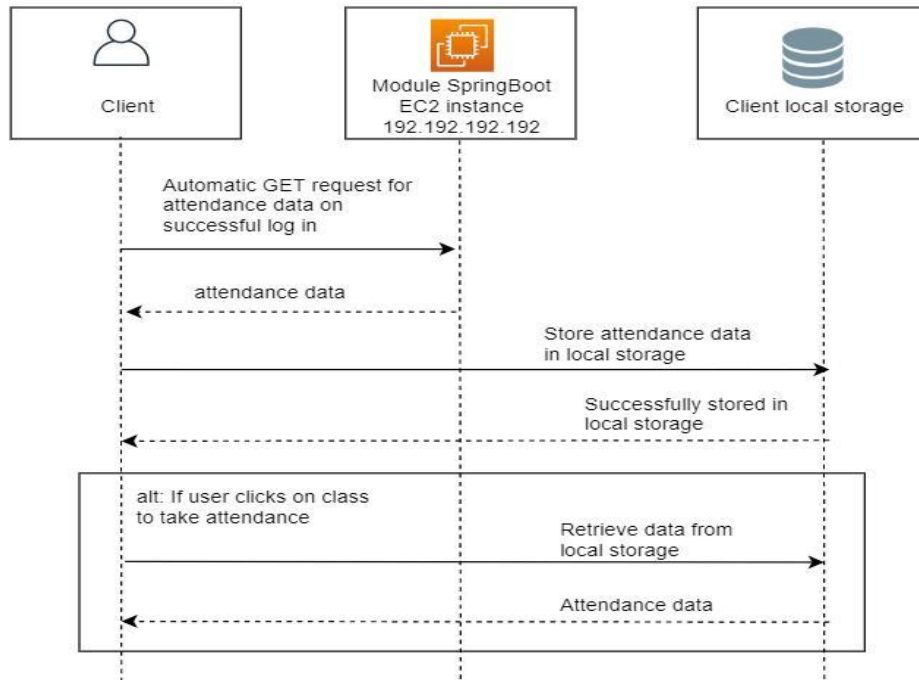 Client
Module SpringBoot
EC2 instance
192.192.192.192
Client local storage
Automatic GET request for
attendance data on
successful log in
attendance data
Store attendance data
in local storage
Successfully stored in
local storage
alt: If user clicks on class
to take attendance
Retrieve data from
local storage
Attendance data